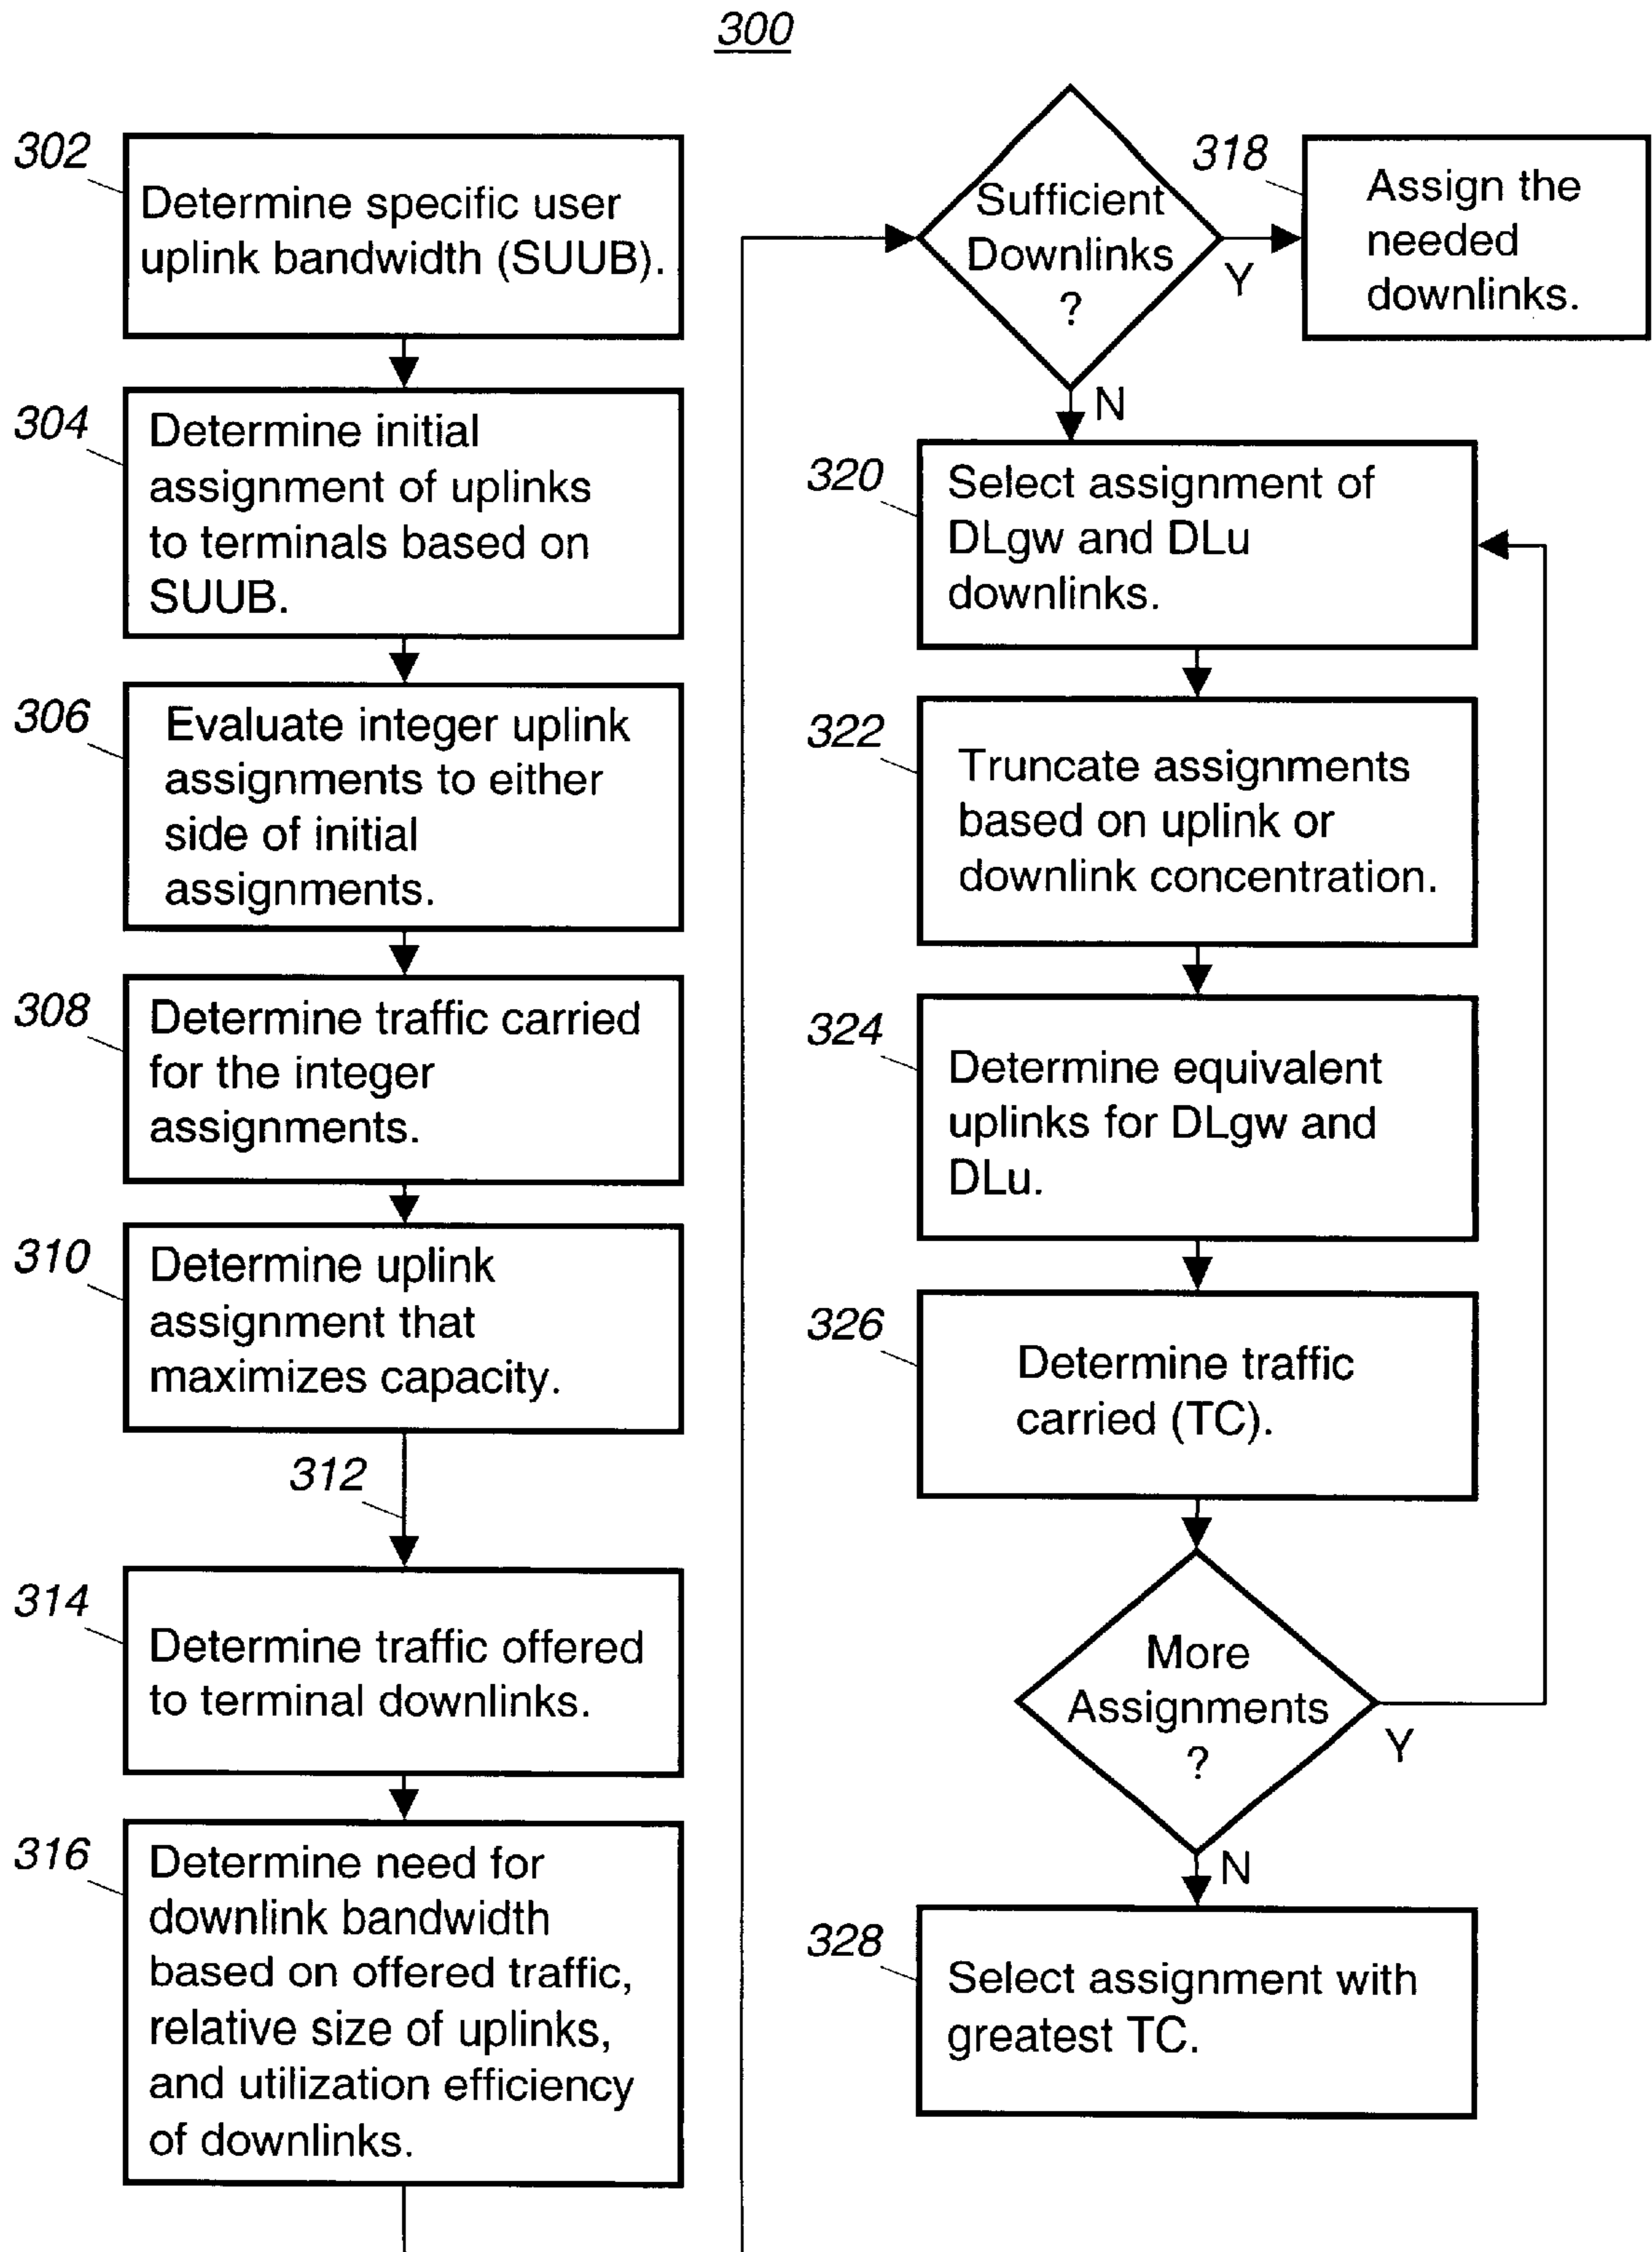 300
302
Determine specific user
uplink bandwidth (SUUB).
304
Determine initial
assignment of uplinks
to terminals based on
SUUB.
306
Evaluate integer uplink
assignments to either
side of initial
assignments.
308
Determine traffic carried
for the integer
assignments.
310
Determine uplink
assignment that
maximizes capacity.
312
314
Determine traffic offered
to terminal downlinks.
316
Determine need for
downlink bandwidth
based on offered traffic,
relative size of uplinks,
and utilization efficiency
of downlinks.
Sufficient
Downlinks
?
Y
318
Assign the
needed
downlinks.
N
320
Select assignment of
DLgw and DLu
downlinks.
322
Truncate assignments
based on uplink or
downlink concentration.
324
Determine equivalent
uplinks for DLgw and
DLu.
326
Determine traffic
carried (TC).
More
Assignments
?
Y
N
328
Select assignment with
greatest TC.